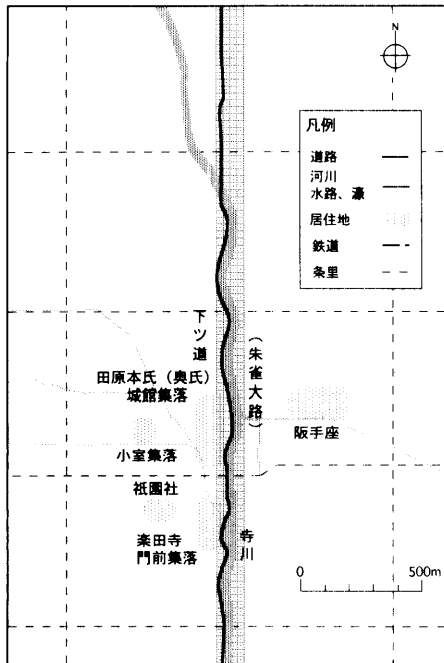 N
凡例
道路
河川
水路、濠
居住地
鉄道
条里
下ツ道
(朱雀大路)
田原本氏(奥氏)
城館集落
阪手座
小室集落
祇園社
楽田寺
門前集落
寺川
0 500m